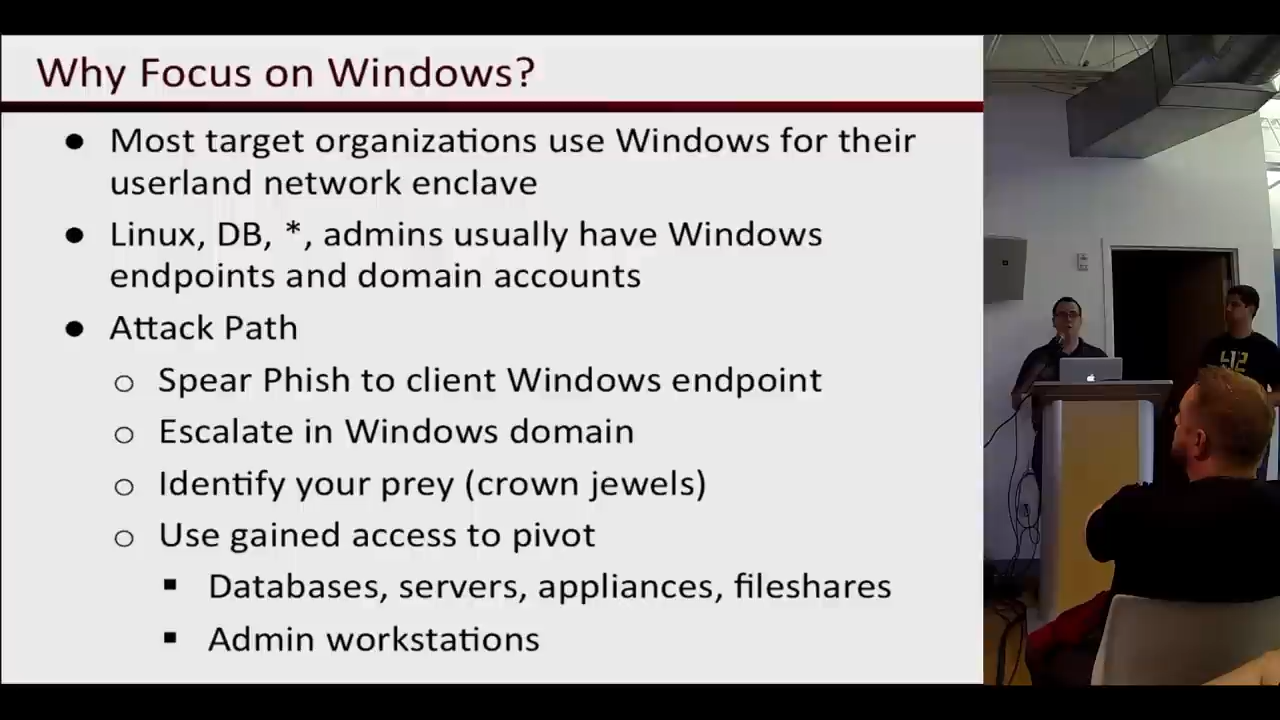 Why Focus on Windows?
● Most target organizations use Windows for their
userland network enclave
● Linux, DB, *, admins usually have Windows
endpoints and domain accounts
● Attack Path
○ Spear Phish to client Windows endpoint
○ Escalate in Windows domain
○ Identify your prey (crown jewels)
○ Use gained access to pivot
▪ Databases, servers, appliances, fileshares
▪ Admin workstations